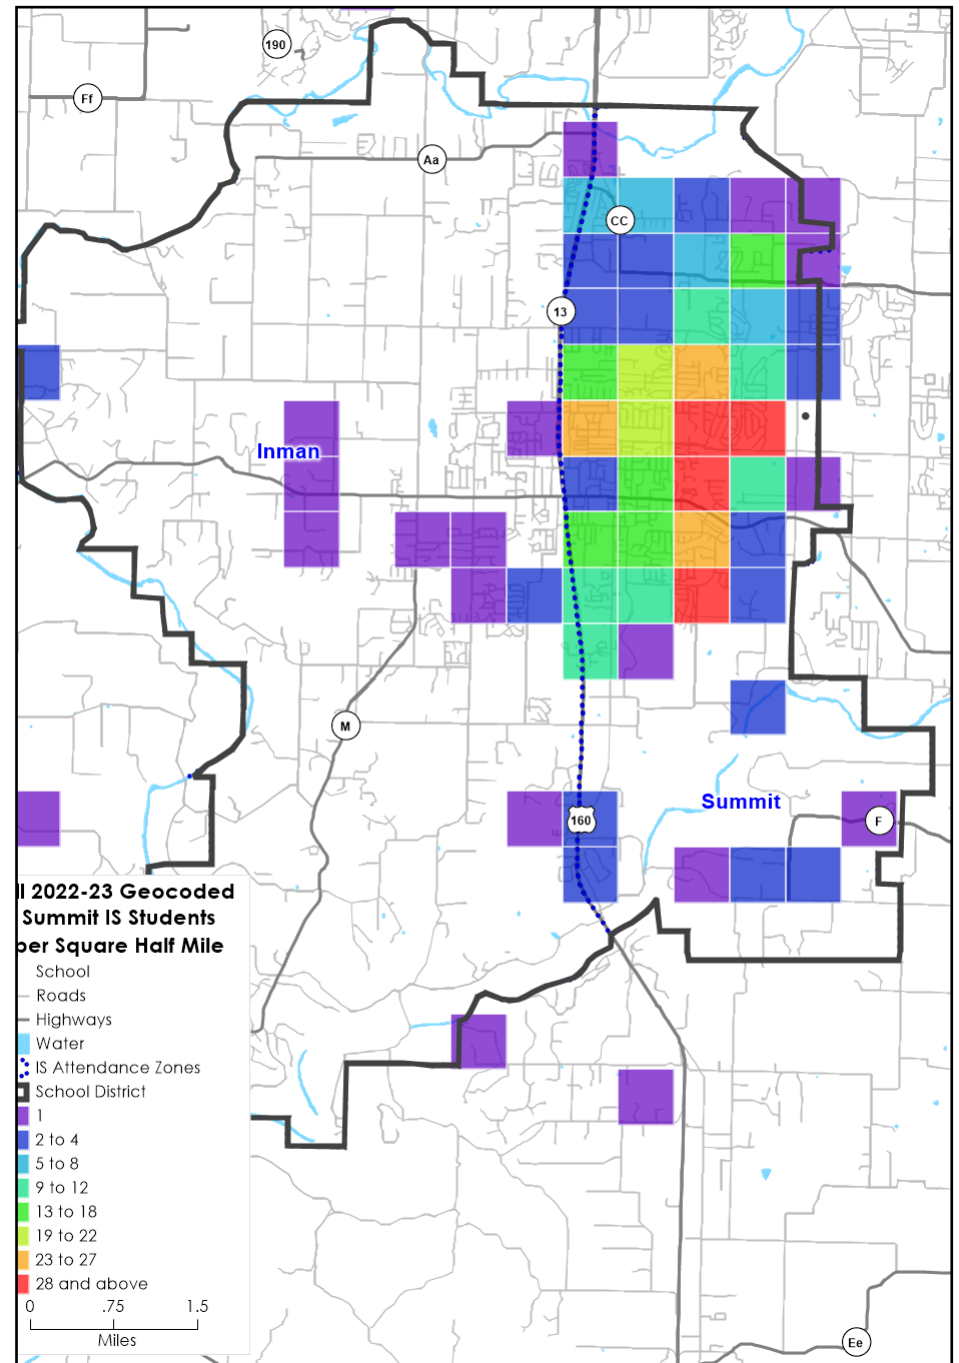 190
Ff
Aa
CC
13
Inman
M
Summit
160
F
ll 2022-23 Geocoded
Summit IS Students
per Square Half Mile
School
Roads
Highways
Water
IS Attendance Zones
School District
1
2 to 4
5 to 8
9 to 12
13 to 18
19 to 22
23 to 27
28 and above
0 .75 1.5
Miles
Ee